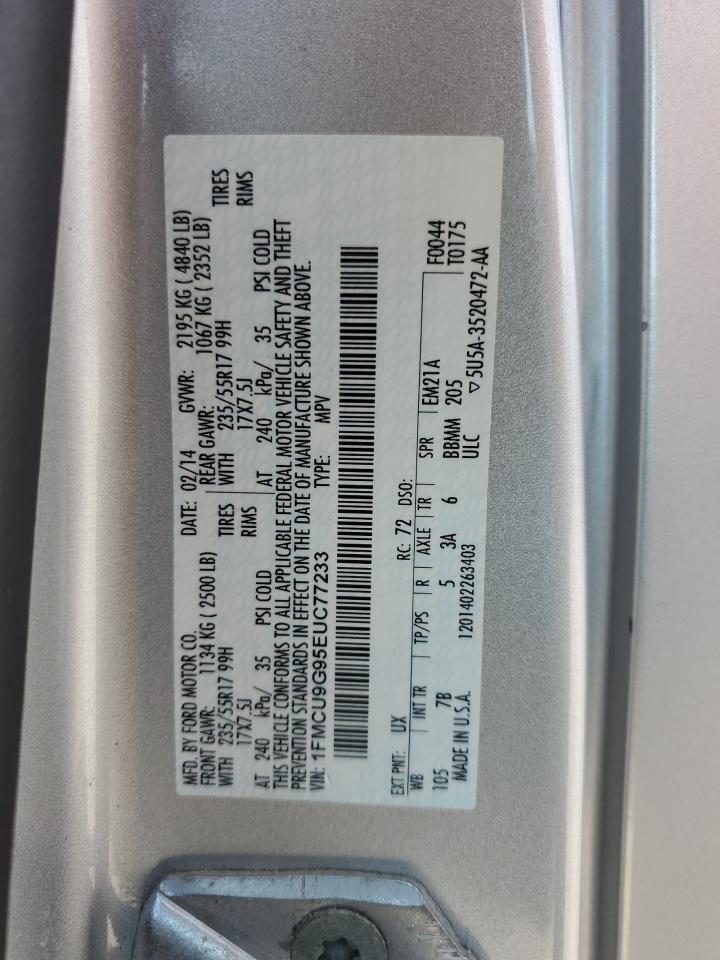 MFD. BY FORD MOTOR CO. DATE: 02/14 GVWR: 2195 KG ( 4840 LB)
FRONT GAWR: 1134 KG ( 2500 LB) REAR GAWR: 1067 KG ( 2352 LB)
WITH 235/55R17 99H TIRES WITH 235/55R17 99H TIRES
17X7.5J RIMS 17X7.5J RIMS
AT 240 kPa/ 35 PSI COLD AT 240 kPa/ 35 PSI COLD
THIS VEHICLE CONFORMS TO ALL APPLICABLE FEDERAL MOTOR VEHICLE SAFETY AND THEFT
PREVENTION STANDARDS IN EFFECT ON THE DATE OF MANUFACTURE SHOWN ABOVE.
VIN: 1FMCU9G95EUC77233 TYPE: MPV
EXT PNT: UX RC: 72 DSO: F0044
WB INT TR TP/PS R AXLE TR SPR EM21A T0175
105 7B 5 3A 6 BBMM 205
MADE IN U.S.A. 1201402263403 ULC ▽5U5A-3520472-AA